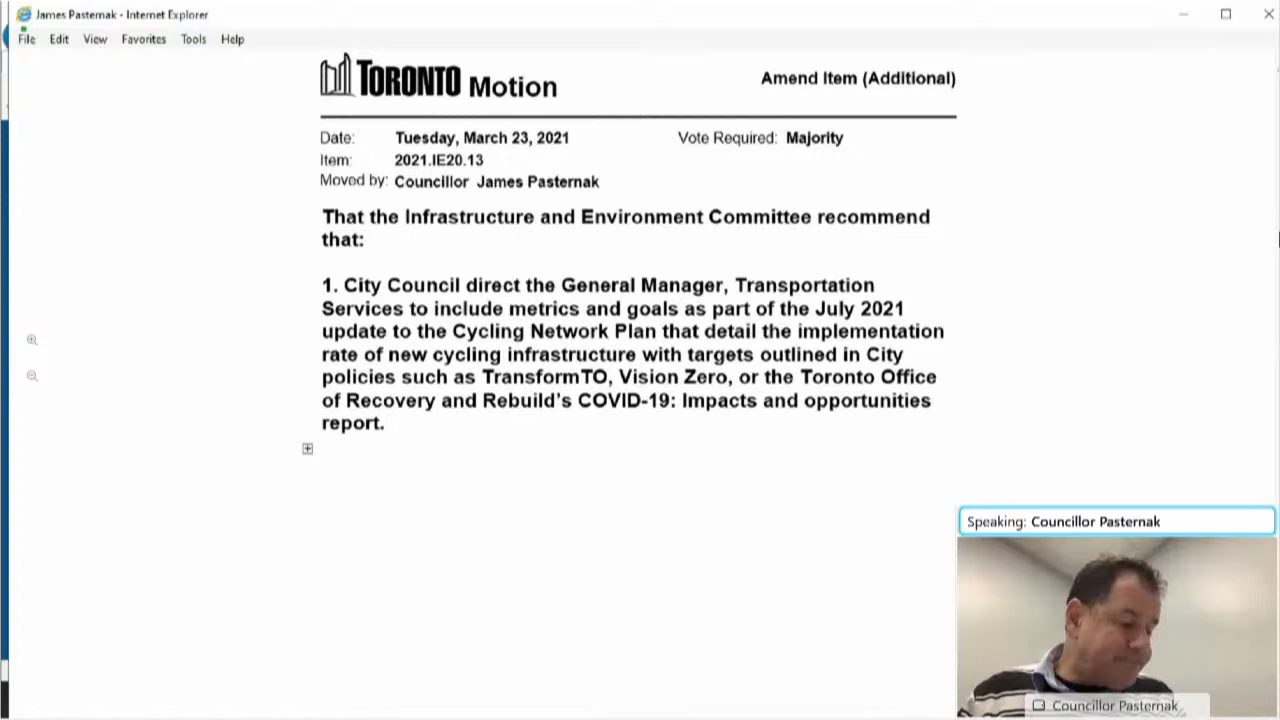 James Pasternak - Internet Explorer
File Edit View Favorites Tools Help
TORONTO Motion
Amend Item (Additional)
Date: Tuesday, March 23, 2021
Vote Required: Majority
Item: 2021.IE20.13
Moved by: Councillor James Pasternak
That the Infrastructure and Environment Committee recommend
that:
1. City Council direct the General Manager, Transportation
Services to include metrics and goals as part of the July 2021
update to the Cycling Network Plan that detail the implementation
rate of new cycling infrastructure with targets outlined in City
policies such as TransformTO, Vision Zero, or the Toronto Office
of Recovery and Rebuild's COVID-19: Impacts and opportunities
report.
Speaking: Councillor Pasternak
Councillor Pasternak